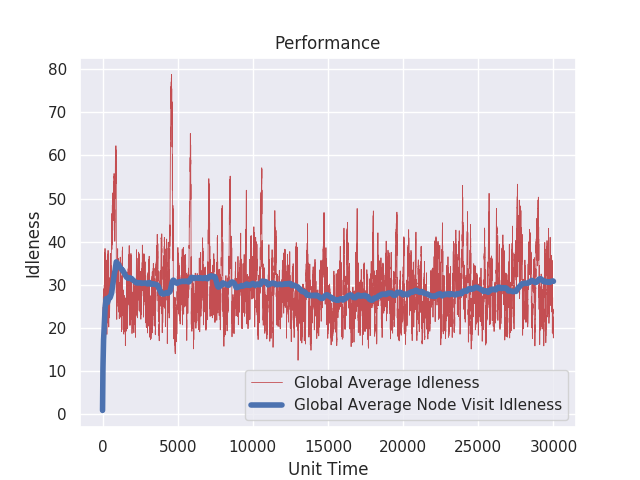 Performance
80
70
60
50
40
30
20
10
0
Idleness
0 5000 10000 15000 20000 25000 30000
Unit Time
Global Average Idleness
Global Average Node Visit Idleness